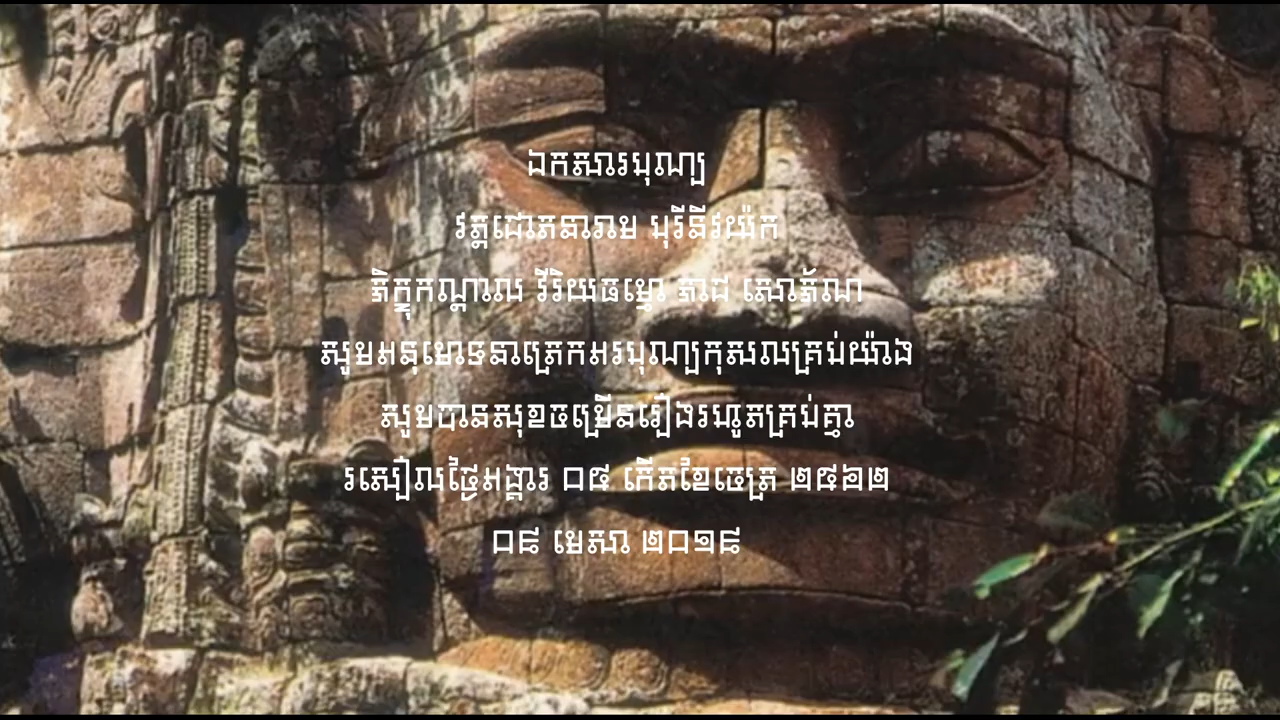 ឯកសារបុណ្យ
វត្តជោតនារាម បុរីនីវយ៉ក
ភិក្ខុកណ្តាល វីរិយធម្មោ តាដ សោភ័ណ
សូមអនុមោទនាត្រេកអរបុណ្យកុសលគ្រប់យ៉ាង
សូមបានសុខចម្រើនរឿងរហូតគ្រប់គ្នា
រសៀលថ្ងៃអង្គារ ០៥ កើតខែចេត្រ ២៥៦២
០៩ មេសា ២០១៩